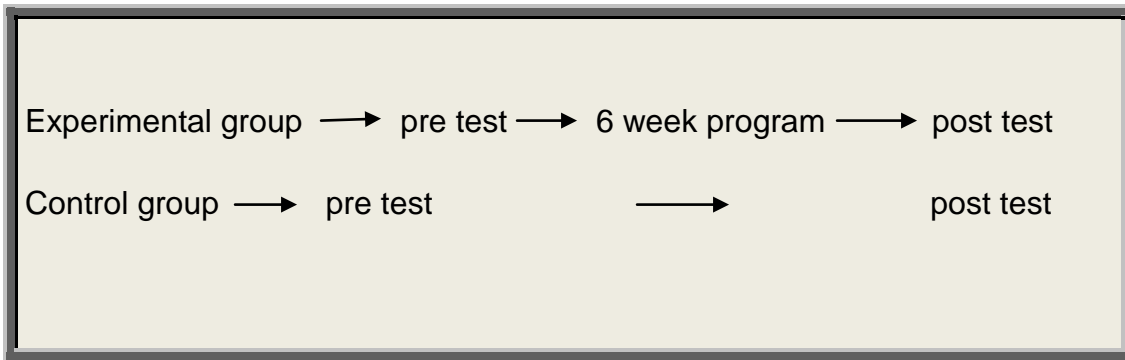 Experimental group → pre test → 6 week program → post test
Control group → pre test → post test